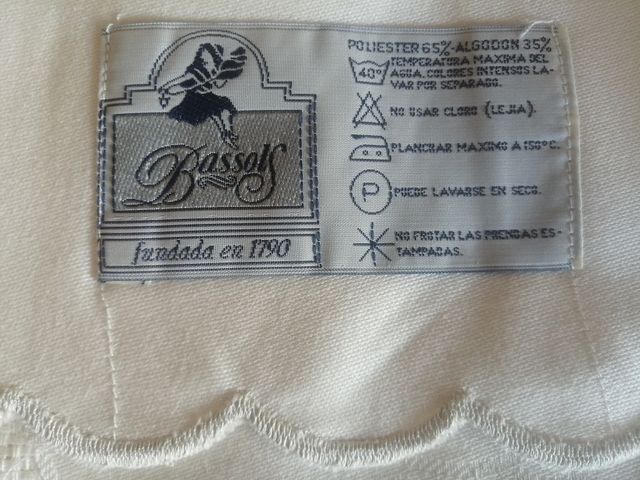 Bassols
fundada en 1790
POLIESTER 65%-ALGODON 35%
40°
TEMPERATURA MAXIMA DEL
AGUA. COLORES INTENSOS LA-
VAR POR SEPARADO.
NO USAR CLORO (LEJIA).
PLANCHAR MAXIMO A 150°C.
P
PUEDE LAVARSE EN SECO.
NO FROTAR LAS PRENDAS ES-
TAMPADAS.